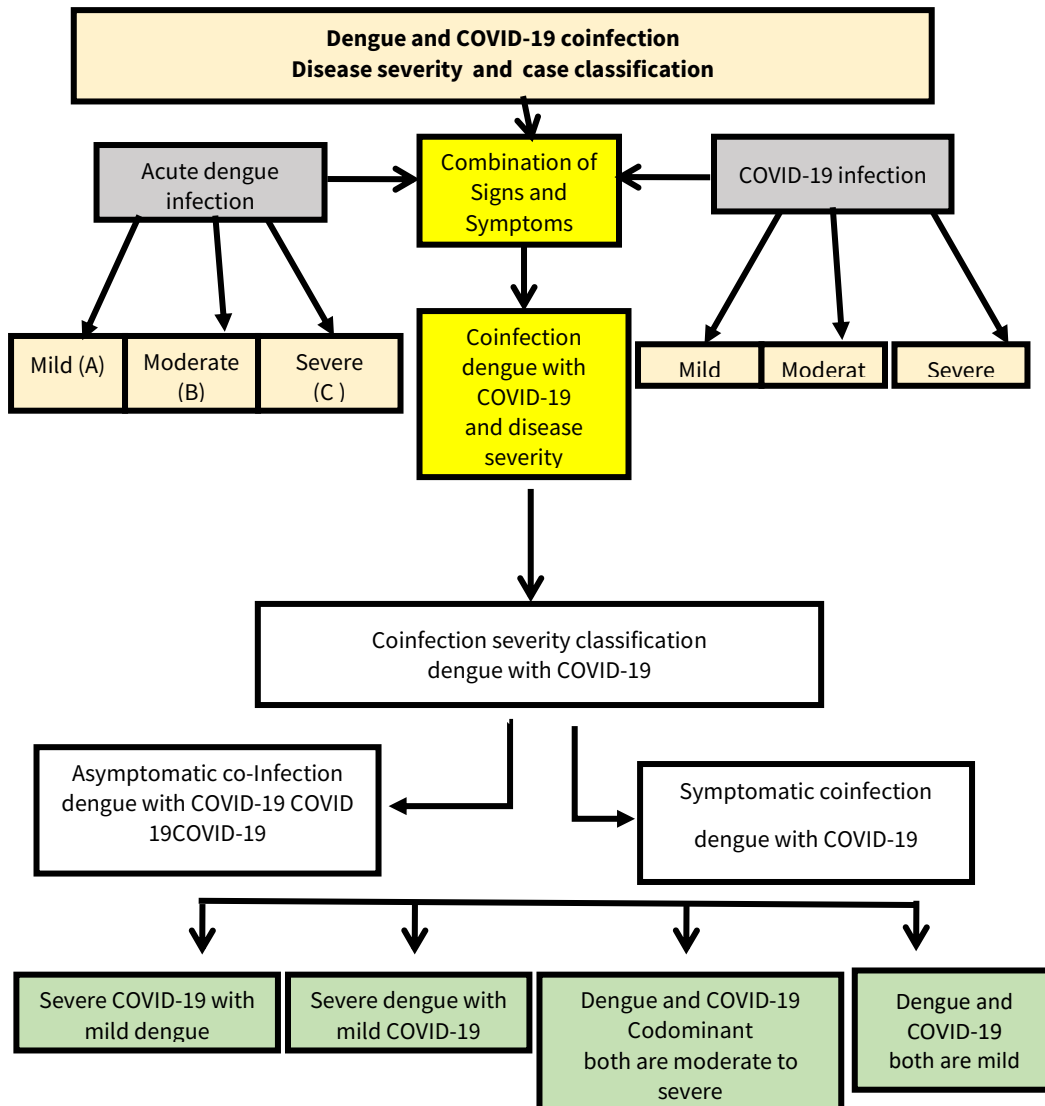 Dengue and COVID-19 coinfection
Disease severity and case classification
Acute dengue
infection
Combination of
Signs and
Symptoms
COVID-19 infection
Mild (A)
Moderate
(B)
Severe
(C )
Coinfection
dengue with
COVID-19
and disease
severity
Mild
Moderat
Severe
Coinfection severity classification
dengue with COVID-19
Asymptomatic co-Infection
dengue with COVID-19 COVID
19COVID-19
Symptomatic coinfection
dengue with COVID-19
Severe COVID-19 with
mild dengue
Severe dengue with
mild COVID-19
Dengue and COVID-19
Codominant
both are moderate to
severe
Dengue and
COVID-19
both are mild